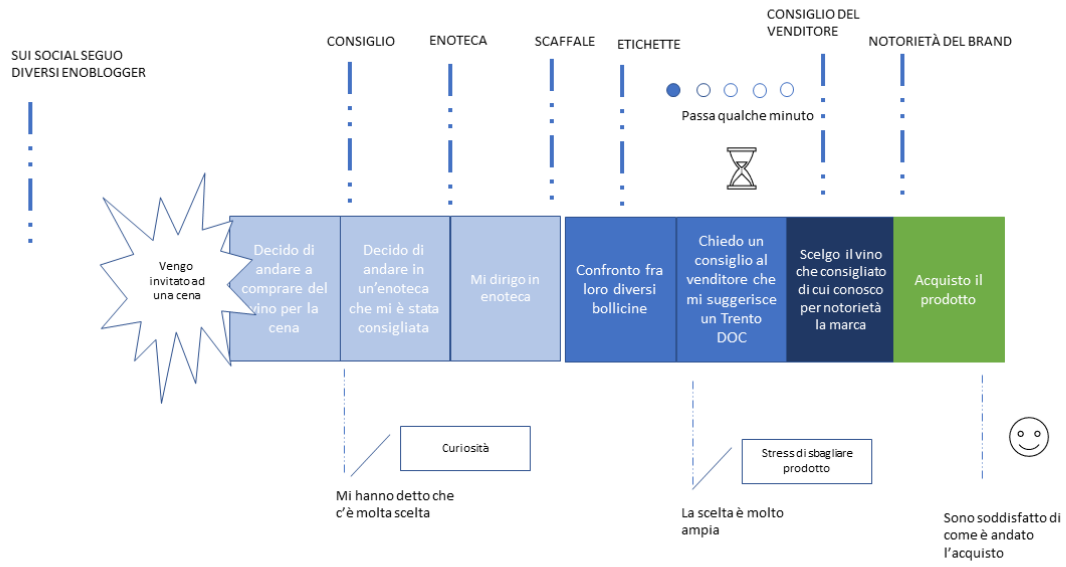 SUI SOCIAL SEGUO
DIVERSI ENOBLOGGER
CONSIGLIO
ENOTECA
SCAFFALE
ETICHETTE
CONSIGLIO DEL
VENDITORE
NOTORIETÀ DEL BRAND
Passa qualche minuto
Vengo
invitato ad
una cena
Decido di
andare a
comprare del
vino per la
cena
Decido di
andare in
un'enoteca
che mi è stata
consigliata
Mi dirigo in
enoteca
Confronto fra
loro diversi
bollicine
Chiedo un
consiglio al
venditore che
mi suggerisce
un Trento
DOC
Scelgo il vino
che consigliato
di cui conosco
per notorietà
la marca
Acquisto il
prodotto
Curiosità
Mi hanno detto che
c'è molta scelta
Stress di sbagliare
prodotto
La scelta è molto
ampia
Sono soddisfatto di
come è andato
l'acquisto